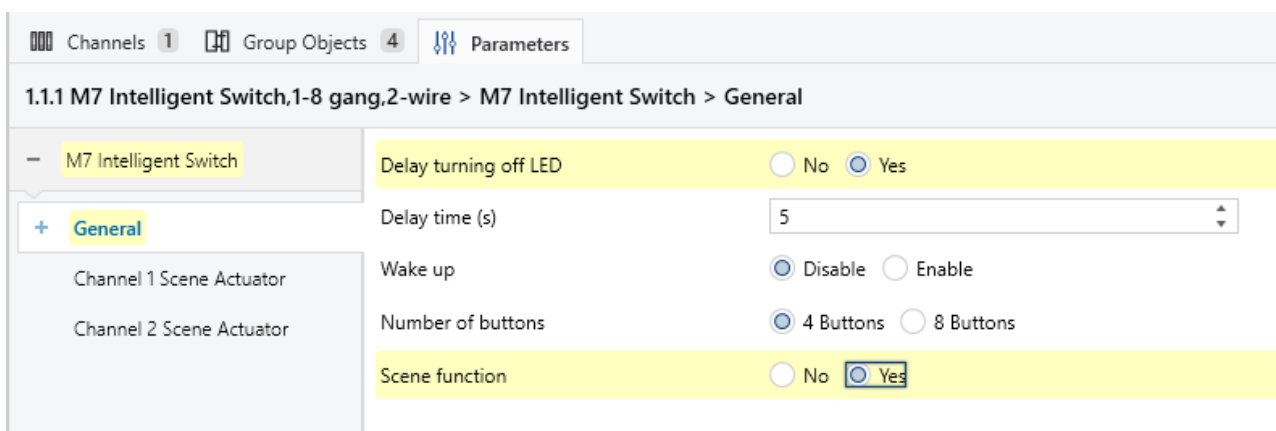 Channels 1 Group Objects 4 Parameters
1.1.1 M7 Intelligent Switch,1-8 gang,2-wire > M7 Intelligent Switch > General
M7 Intelligent Switch
General
Channel 1 Scene Actuator
Channel 2 Scene Actuator
Delay turning off LED No Yes
Delay time (s) 5
Wake up Disable Enable
Number of buttons 4 Buttons 8 Buttons
Scene function No Yes